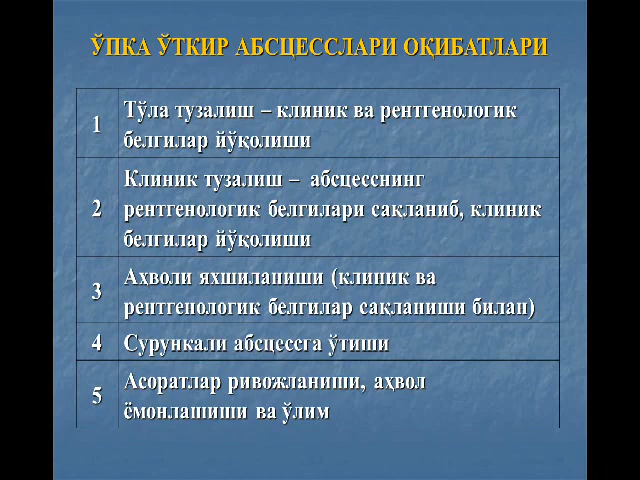 ЎПКА ЎТКИР АБСЦЕССЛАРИ ОҚИБАТЛАРИ
1
Тўла тузалиш – клиник ва рентгенологик
белгилар йўқолиши
2
Клиник тузалиш – абсцесснинг
рентгенологик белгилари сақланиб, клиник
белгилар йўқолиши
3
Аҳволи яхшиланиши (клиник ва
рентгенологик белгилар сақланиши билан)
4
Сурункали абсцессга ўтиши
5
Асоратлар ривожланиши, аҳвол
ёмонлашиши ва ўлим